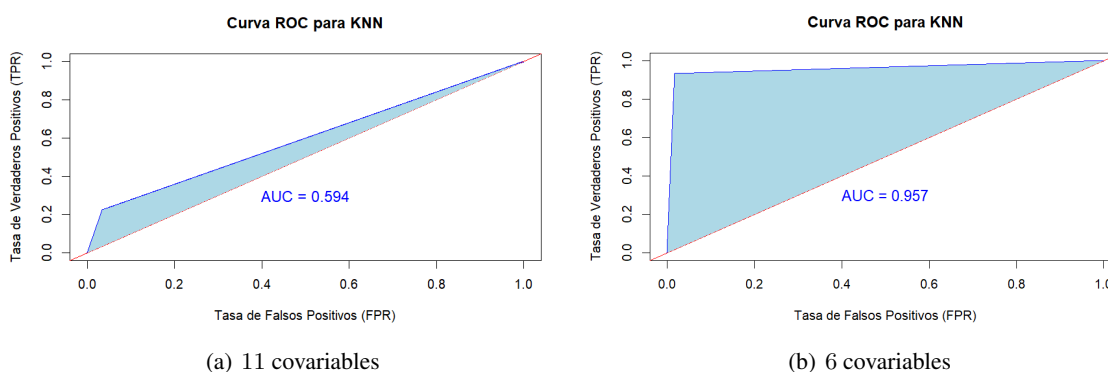 Curva ROC para KNN
Tasa de Verdaderos Positivos (TPR)
1.0
0.8
0.6
0.4
0.2
0.0
AUC = 0.594
0.0 0.2 0.4 0.6 0.8 1.0
Tasa de Falsos Positivos (FPR)
(a) 11 covariables
Curva ROC para KNN
Tasa de Verdaderos Positivos (TPR)
1.0
0.8
0.6
0.4
0.2
0.0
AUC = 0.957
0.0 0.2 0.4 0.6 0.8 1.0
Tasa de Falsos Positivos (FPR)
(b) 6 covariables